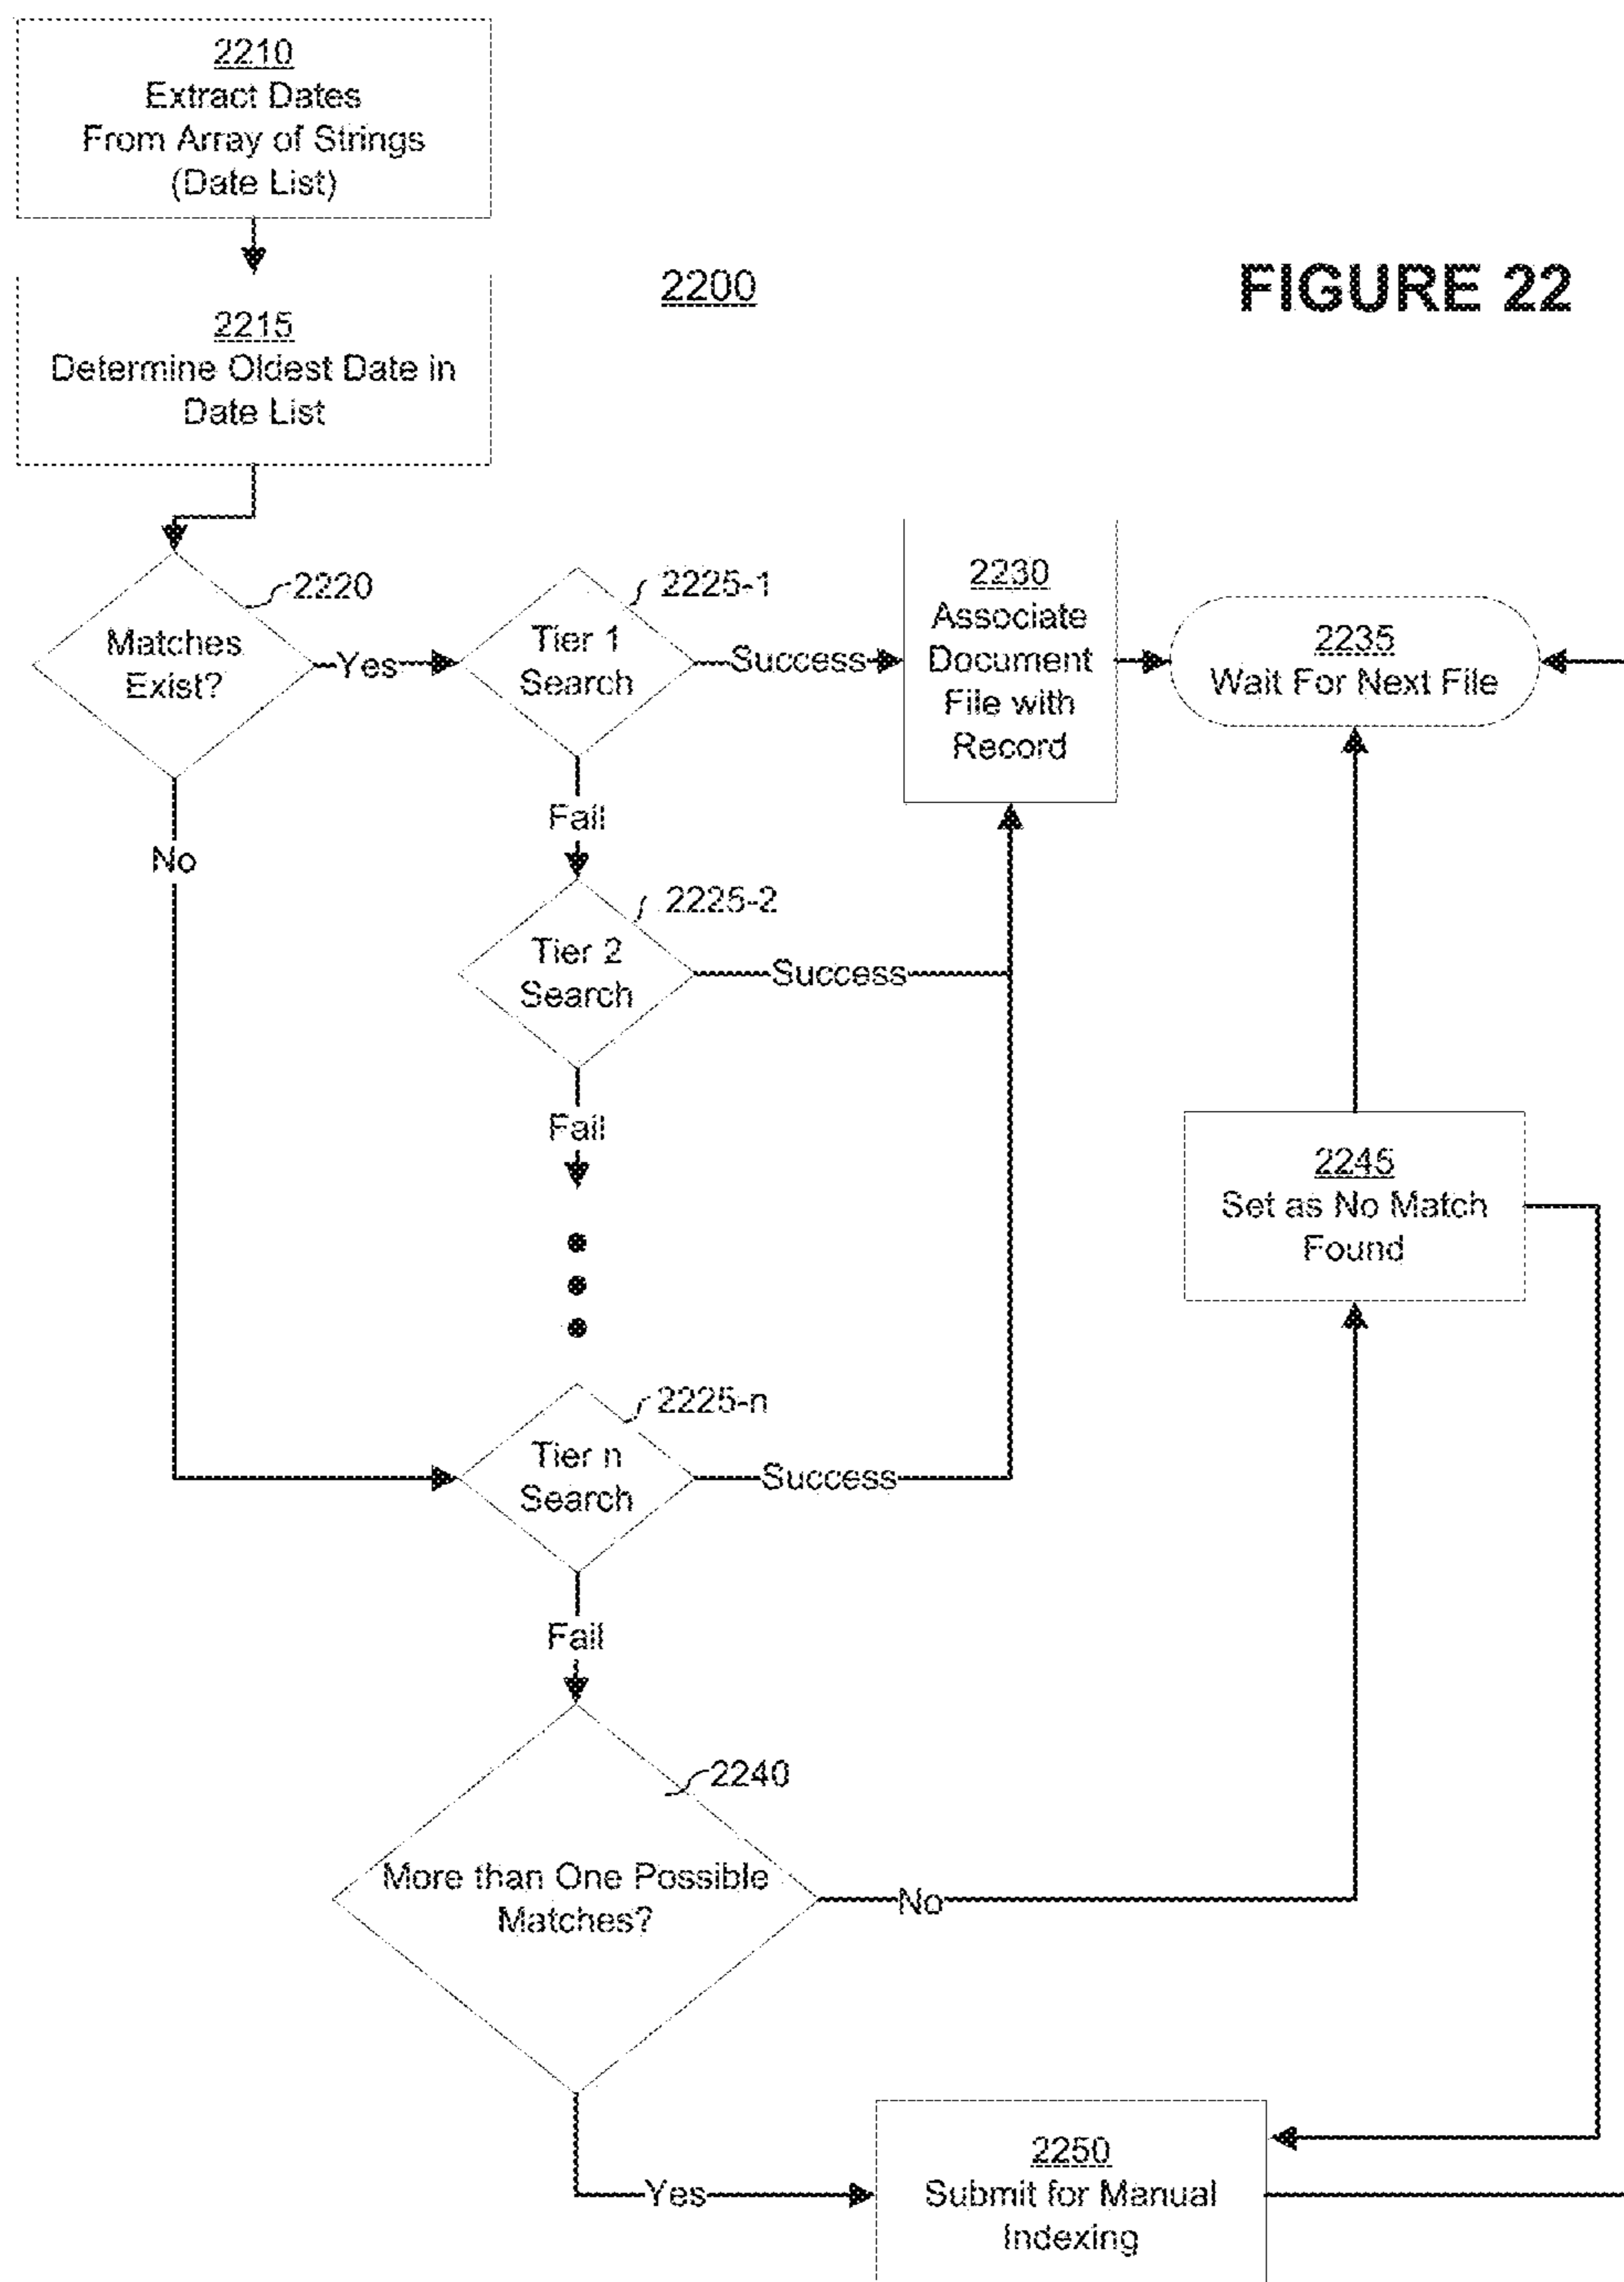 2210
Extract Dates
From Array of Strings
(Date List)
2200
FIGURE 22
2215
Determine Oldest Date in
Date List
2220
Matches
Exist?
Yes
No
2225-1
Tier 1
Search
Success
Fail
2230
Associate
Document
File with
Record
2235
Wait For Next File
2225-2
Tier 2
Search
Success
Fail
2245
Set as No Match
Found
2225-n
Tier n
Search
Success
Fail
2240
More than One Possible
Matches?
No
Yes
2250
Submit for Manual
Indexing